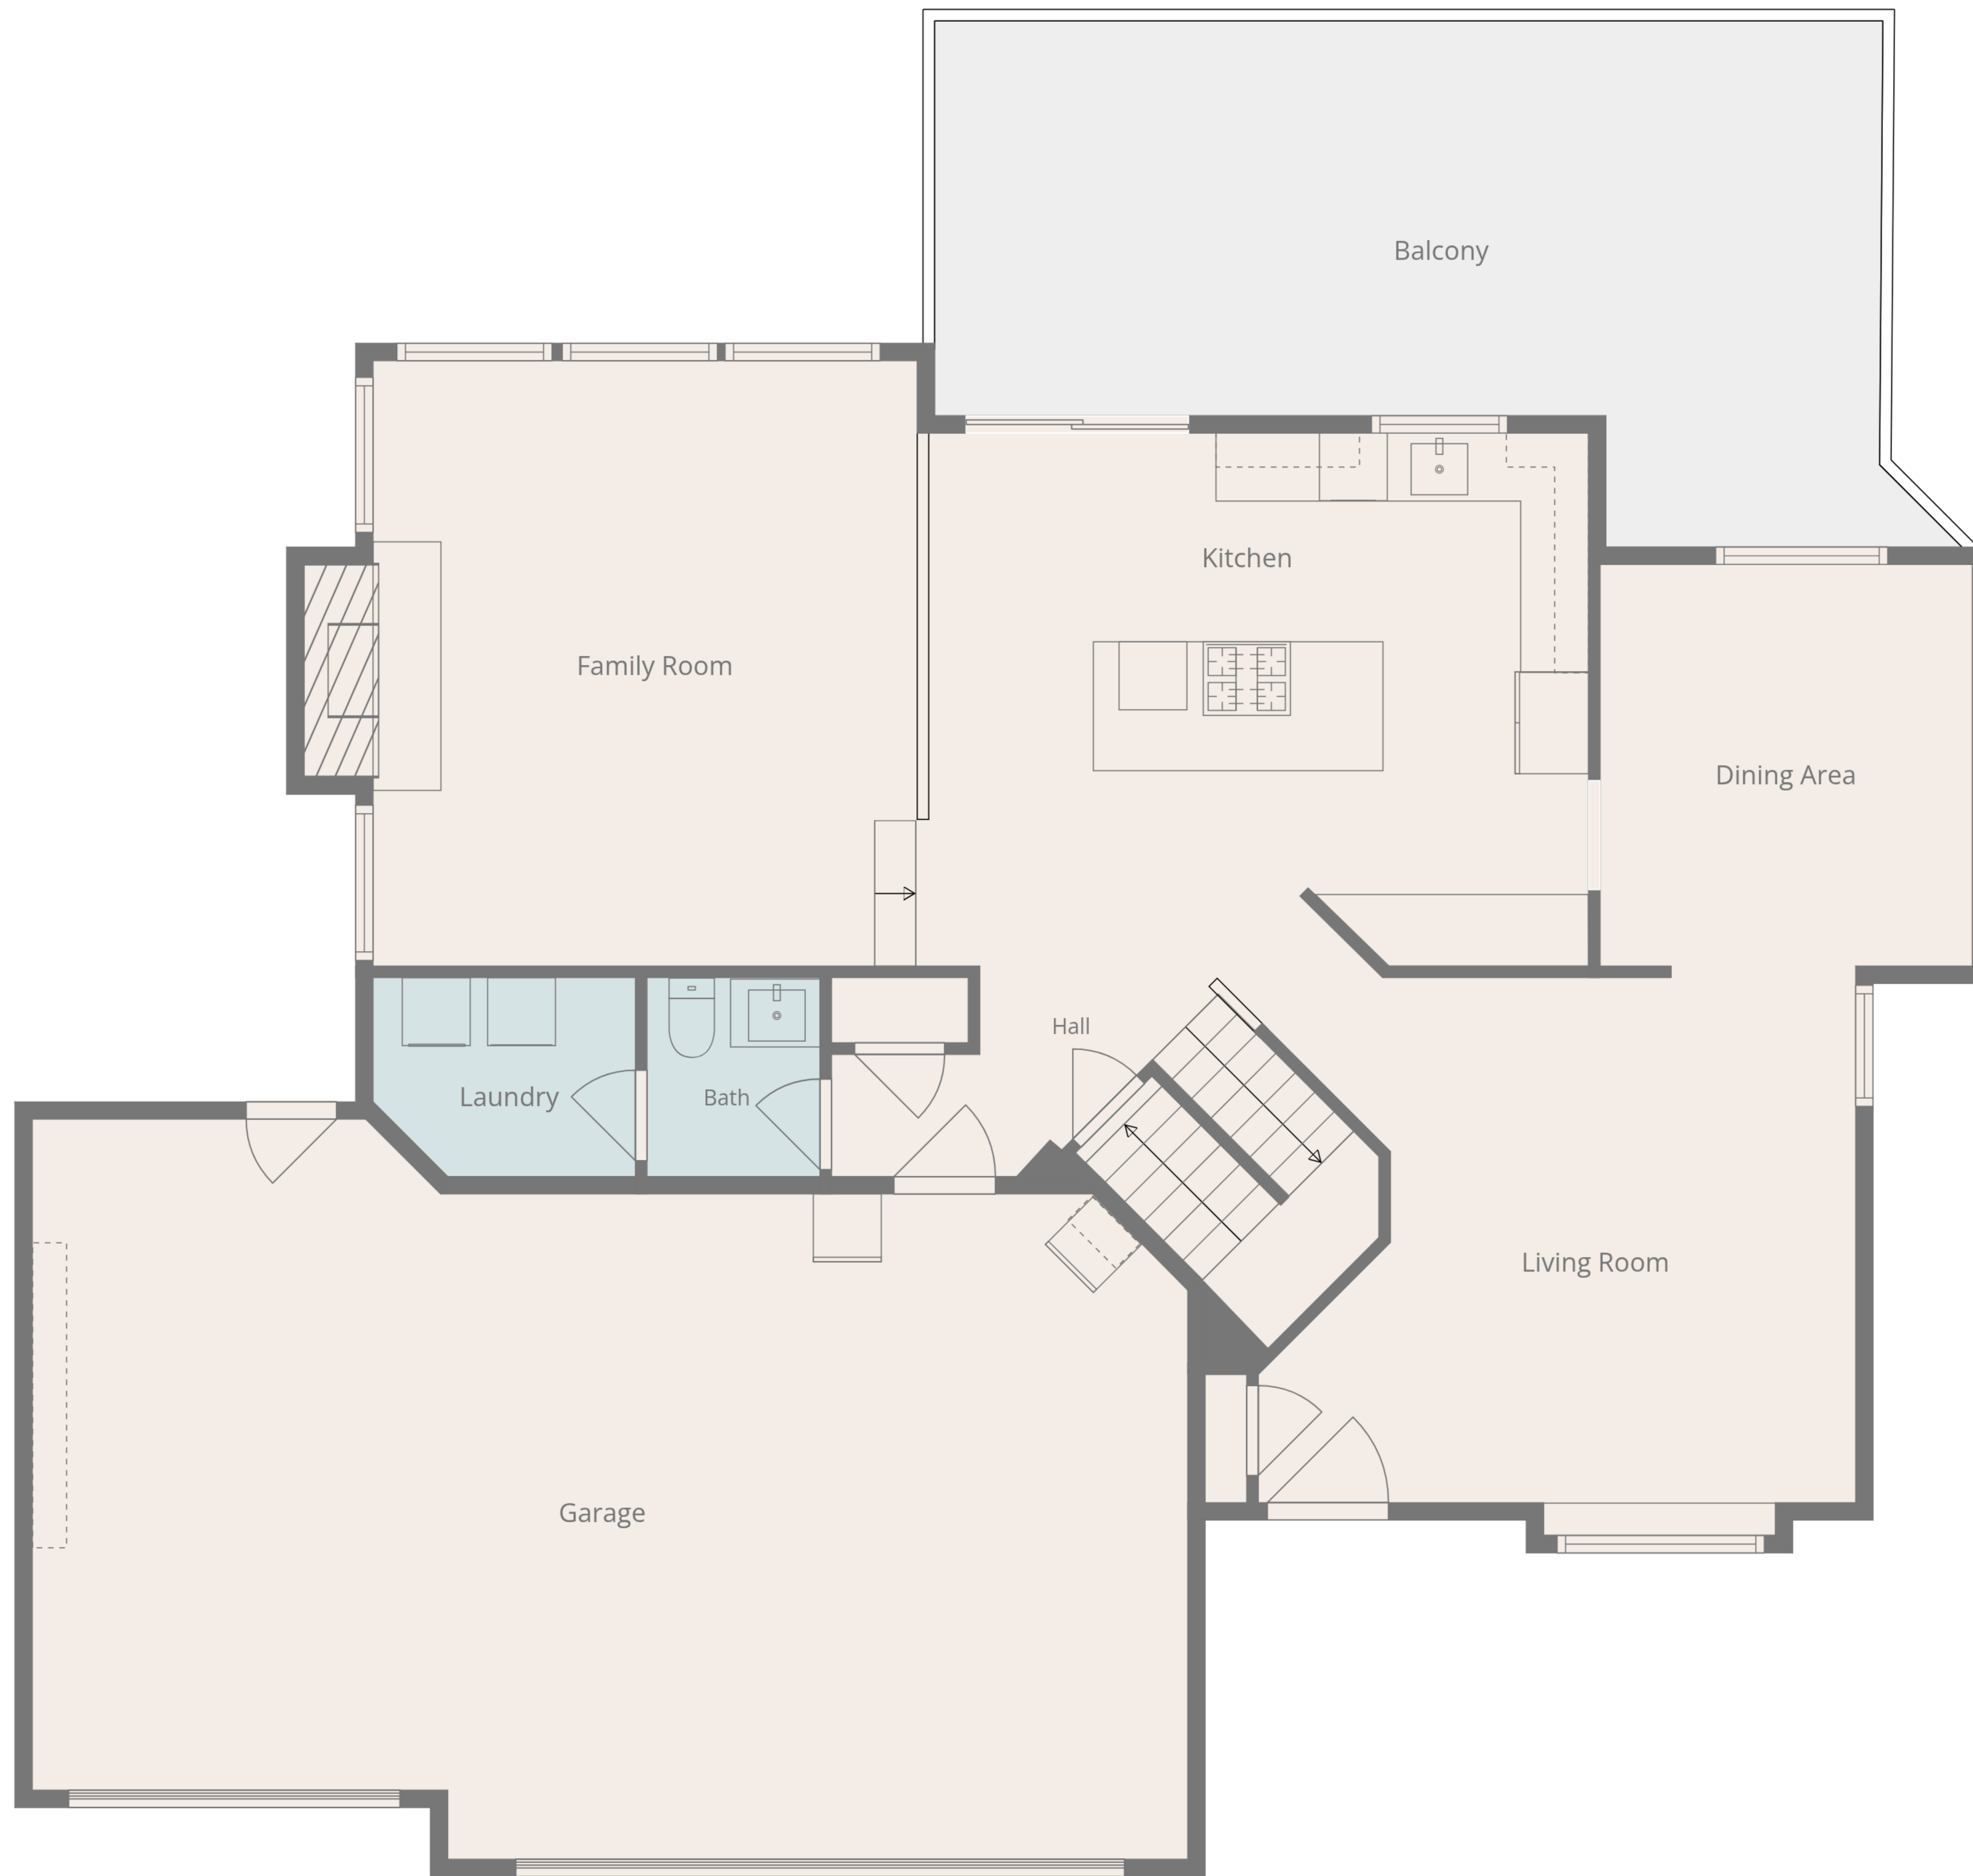 Balcony
Kitchen
Family Room
Dining Area
Hall
Laundry
Bath
Living Room
Garage